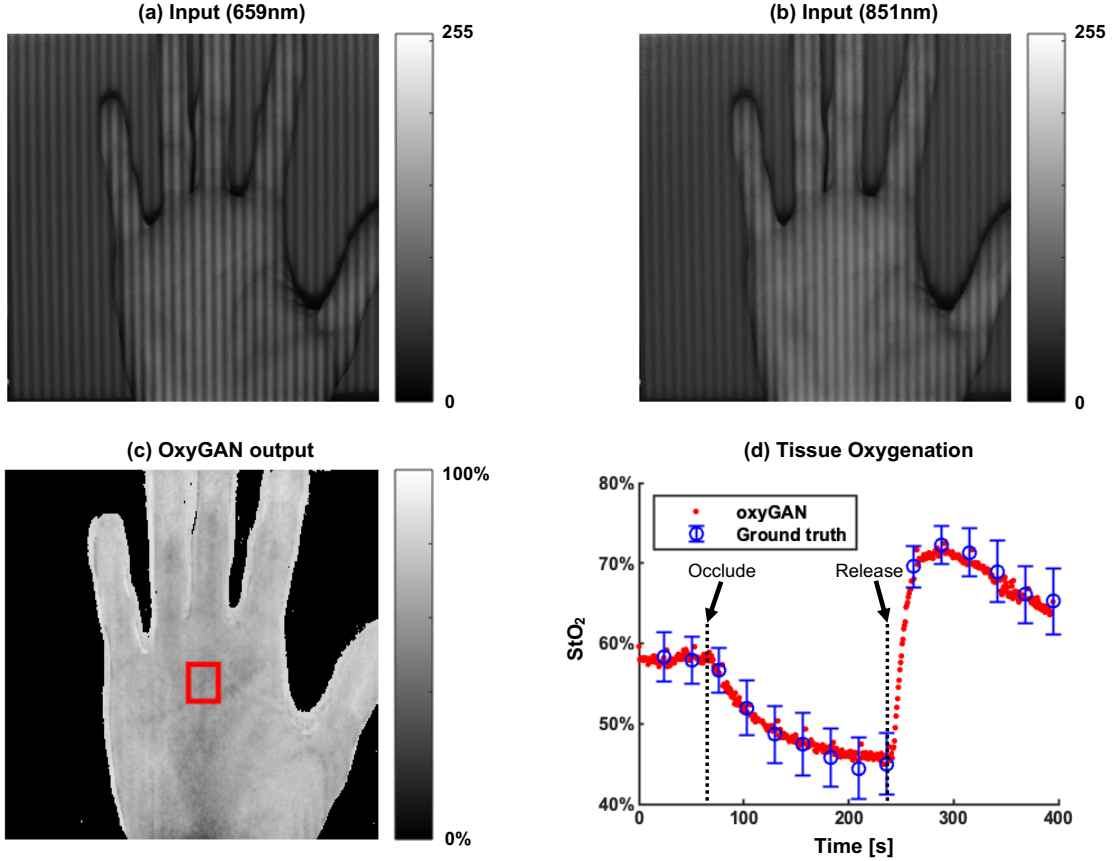 (a) Input (659nm)
255
0
(b) Input (851nm)
255
0
(c) OxyGAN output
100%
0%
(d) Tissue Oxygenation
80%
70%
60%
50%
40%
StO₂
oxyGAN
Ground truth
Occlude
Release
0
100
200
300
400
Time [s]